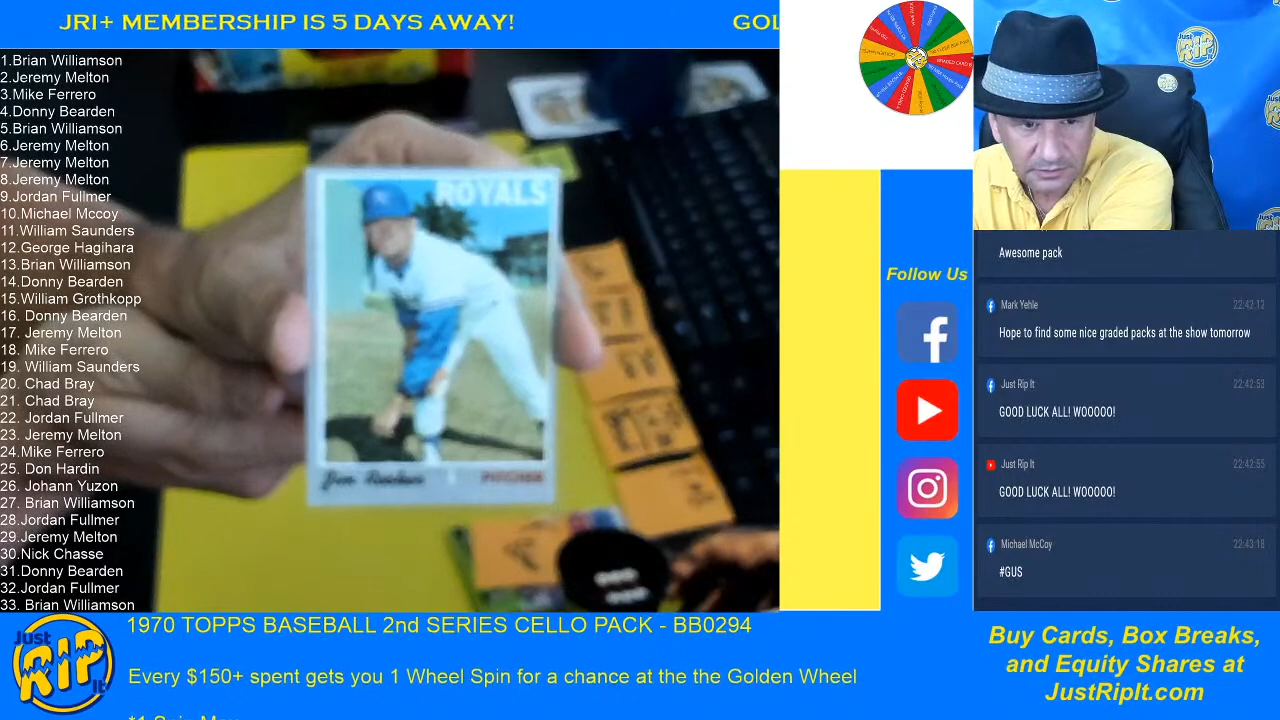 JRI+ MEMBERSHIP IS 5 DAYS AWAY!
GOL
1.Brian Williamson
2.Jeremy Melton
3.Mike Ferrero
4.Donny Bearden
5.Brian Williamson
6.Jeremy Melton
7.Jeremy Melton
8.Jeremy Melton
9.Jordan Fullmer
10.Michael Mccoy
11.William Saunders
12.George Hagihara
13.Brian Williamson
14.Donny Bearden
15.William Grothkopp
16. Donny Bearden
17. Jeremy Melton
18. Mike Ferrero
19. William Saunders
20. Chad Bray
21. Chad Bray
22. Jordan Fullmer
23. Jeremy Melton
24.Mike Ferrero
25. Don Hardin
26. Johann Yuzon
27. Brian Williamson
28.Jordan Fullmer
29.Jeremy Melton
30.Nick Chasse
31.Donny Bearden
32.Jordan Fullmer
33. Brian Williamson
ROYALS
PITCHER
Follow Us
Just
RIP
Awesome pack
Mark Yehle
22:42:13
Hope to find some nice graded packs at the show tomorrow
Just Rip It
22:42:53
GOOD LUCK ALL! WOOOOO!
Just Rip It
22:42:55
GOOD LUCK ALL! WOOOOO!
Michael McCoy
22:43:18
#GUS
Just
RIP
It
1970 TOPPS BASEBALL 2nd SERIES CELLO PACK - BB0294
Every $150+ spent gets you 1 Wheel Spin for a chance at the the Golden Wheel
*1 Spin Max
Buy Cards, Box Breaks,
and Equity Shares at
JustRipIt.com